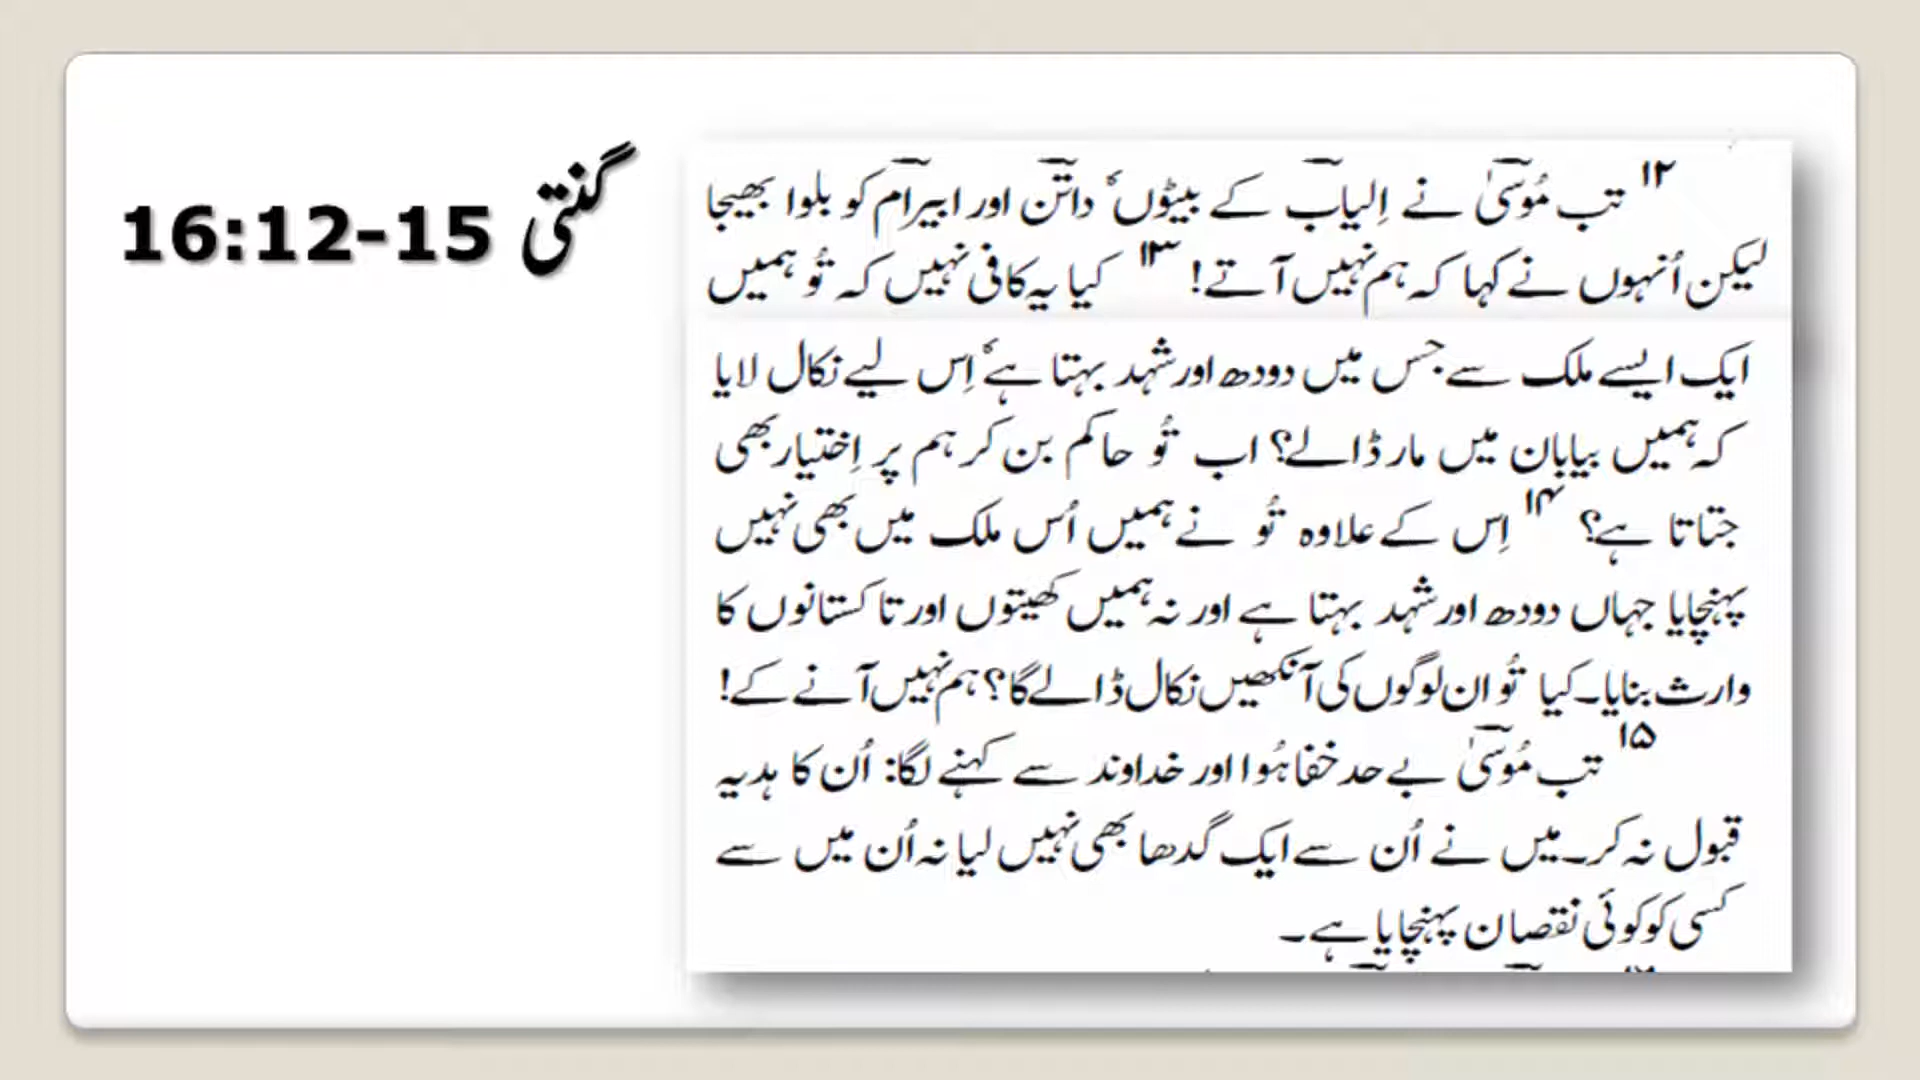 گنتی 16:12-15
۱۲ تب مُوسیٰ نے اِلیاب کے بیٹوں ٗ داتن اور ابیرام کو بلوا بھیجا
لیکن اُنہوں نے کہا کہ ہم نہیں آتے! ۱۳ کیا یہ کافی نہیں کہ تُو ہمیں
ایک ایسے ملک سے جس میں دودھ اور شہد بہتا ہے ٗ اِس لیے نکال لایا
کہ ہمیں بیابان میں مار ڈالے؟ اب تُو حاکم بن کر ہم پر اِختیار بھی
جتاتا ہے؟ ۱۴ اِس کے علاوہ تُو نے ہمیں اُس ملک میں بھی نہیں
پہنچایا جہاں دودھ اور شہد بہتا ہے اور نہ ہمیں کھیتوں اور تاکستانوں کا
وارث بنایا۔ کیا تُو ان لوگوں کی آنکھیں نکال ڈالے گا؟ ہم نہیں آنے کے!
۱۵ تب مُوسیٰ بے حد خفا ہُوا اور خداوند سے کہنے لگا: اُن کا ہدیہ
قبول نہ کر۔ میں نے اُن سے ایک گدھا بھی نہیں لیا نہ اُن میں سے
کسی کو کوئی نقصان پہنچایا ہے۔